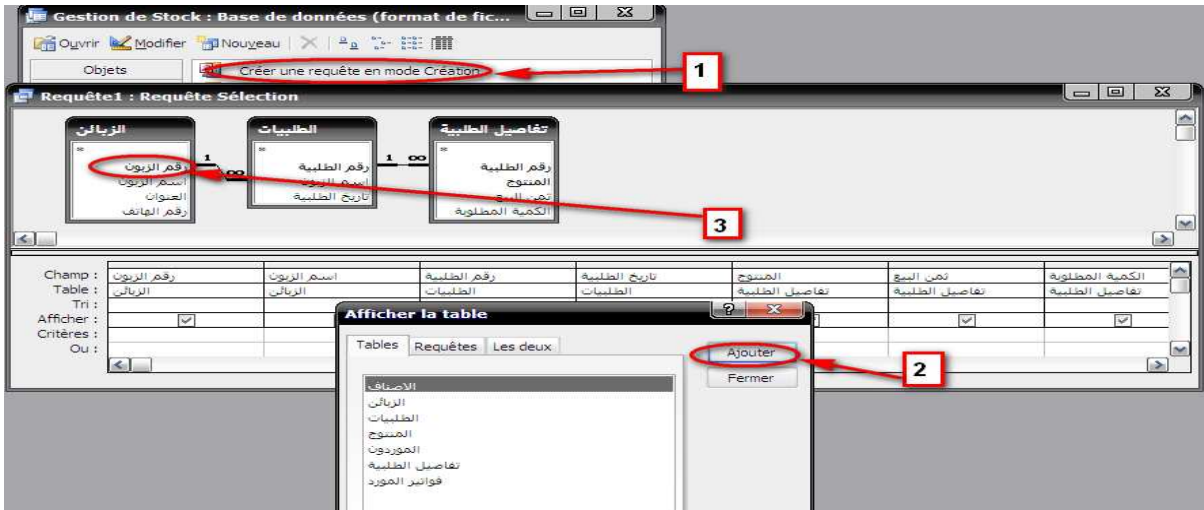 Gestion de Stock : Base de données (format de fic...
Ouvrir Modifier Nouveau
Objets
Créer une requête en mode Création
1
Requête1 : Requête Sélection
الزبائن
*
رقم الزبون
اسم الزبون
العنوان
رقم الهاتف
1 ∞
الطلبيات
*
رقم الطلبية
اسم الزبون
تاريخ الطلبية
1 ∞
تفاصيل الطلبية
*
رقم الطلبية
المنتوج
ثمن البيع
الكمية المطلوبة
3
Champ : رقم الزبون اسم الزبون رقم الطلبية تاريخ الطلبية المنتوج ثمن البيع الكمية المطلوبة
Table : الزبائن الزبائن الطلبيات الطلبيات تفاصيل الطلبية تفاصيل الطلبية تفاصيل الطلبية
Tri :
Afficher :
Critères :
Ou :
Afficher la table
Tables Requêtes Les deux
Ajouter
Fermer
2
الاصناف
الزبائن
الطلبيات
المنتوج
الموردون
تفاصيل الطلبية
فواتير المورد